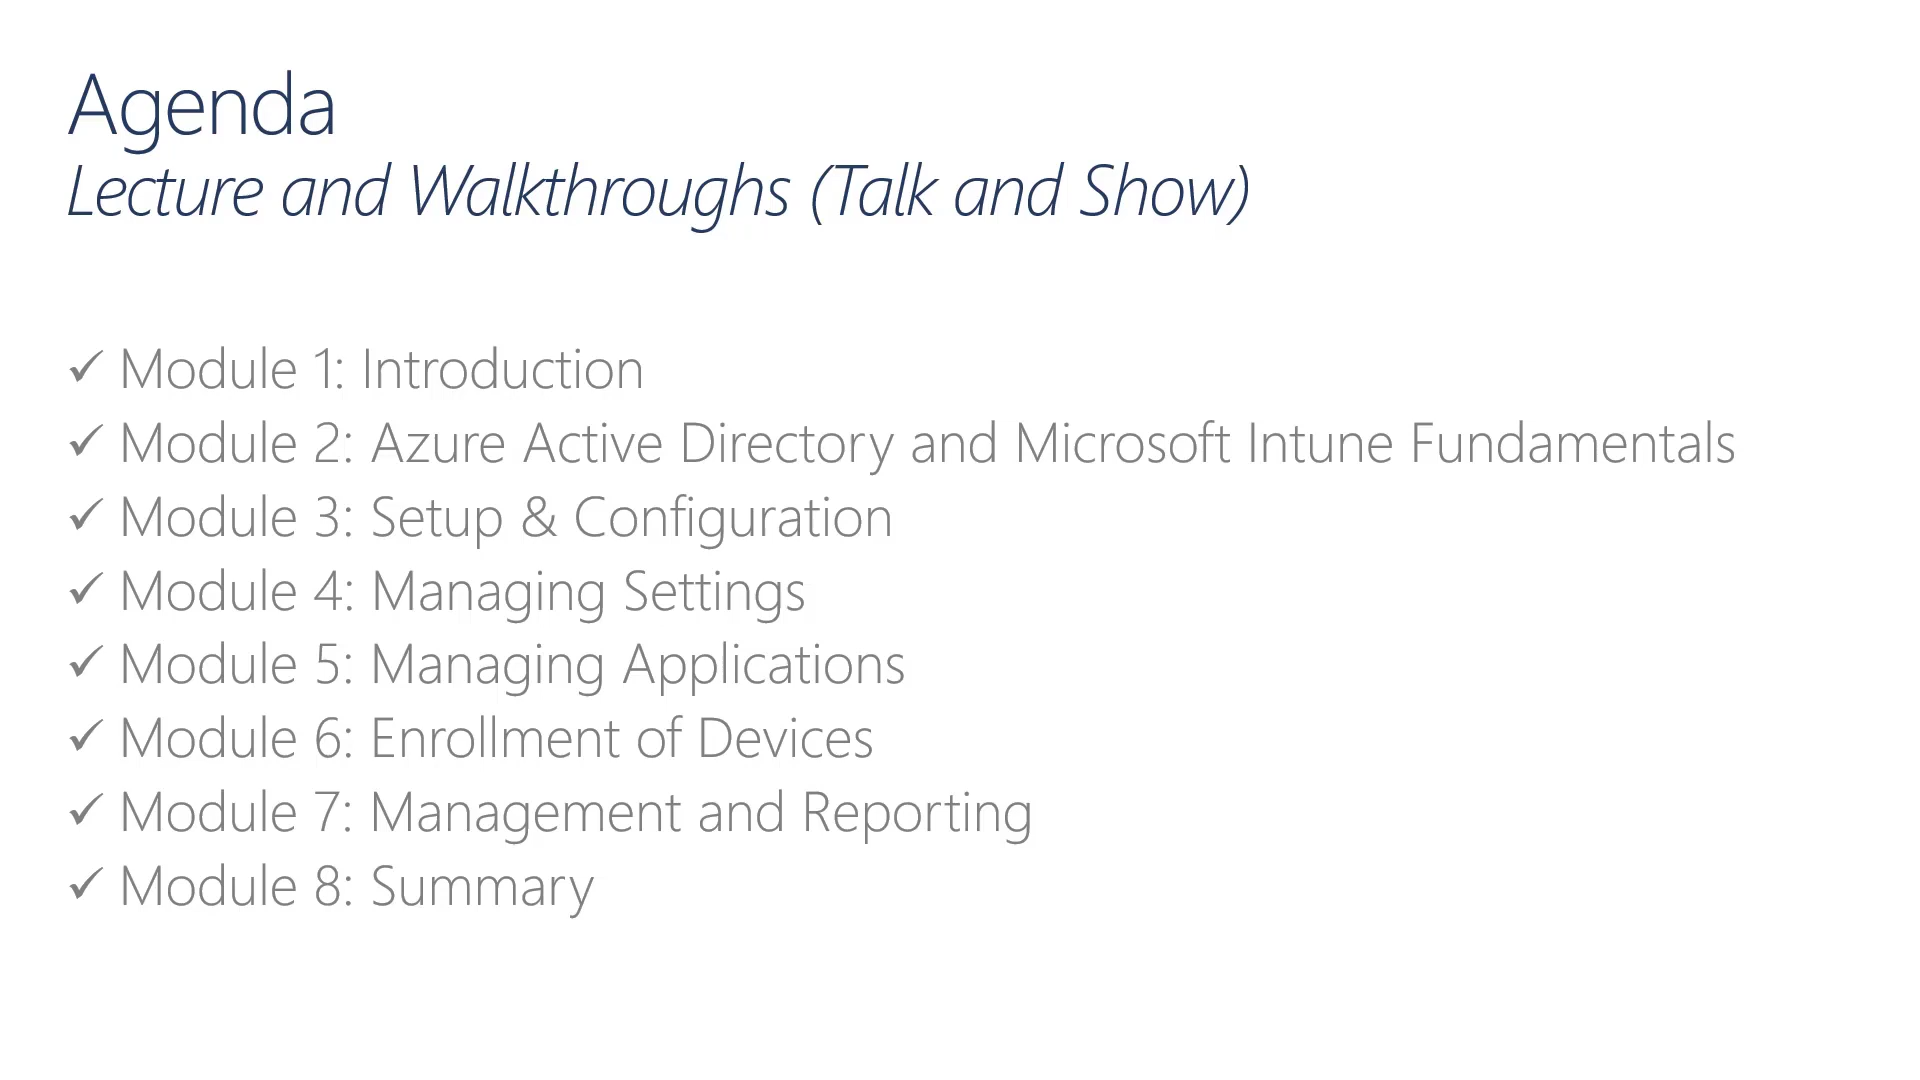 Agenda
Lecture and Walkthroughs (Talk and Show)
✓ Module 1: Introduction
✓ Module 2: Azure Active Directory and Microsoft Intune Fundamentals
✓ Module 3: Setup & Configuration
✓ Module 4: Managing Settings
✓ Module 5: Managing Applications
✓ Module 6: Enrollment of Devices
✓ Module 7: Management and Reporting
✓ Module 8: Summary